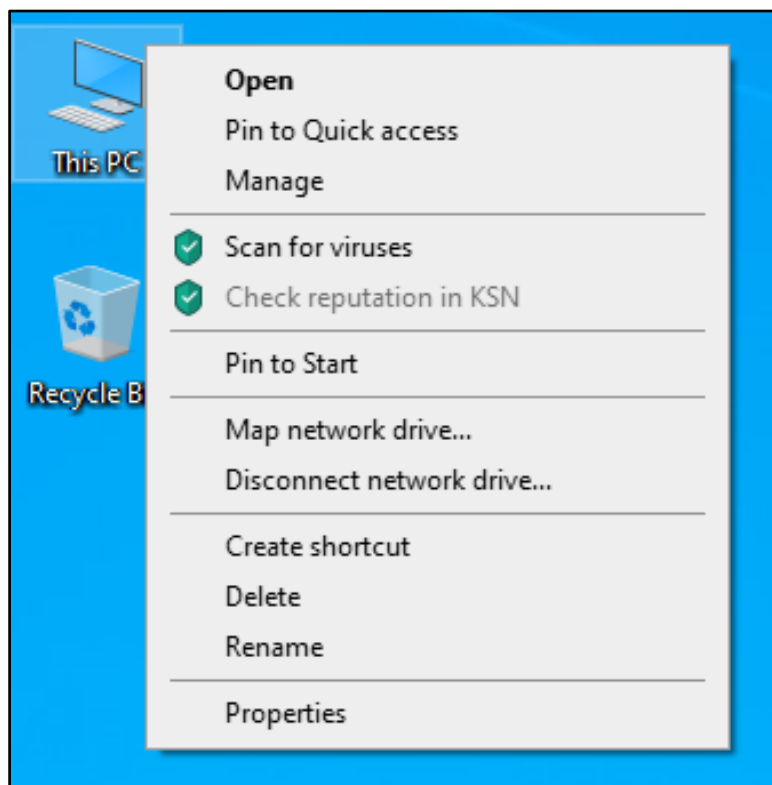 This PC
Open
Pin to Quick access
Manage
Scan for viruses
Check reputation in KSN
Pin to Start
Map network drive...
Disconnect network drive...
Create shortcut
Delete
Rename
Properties
Recycle B